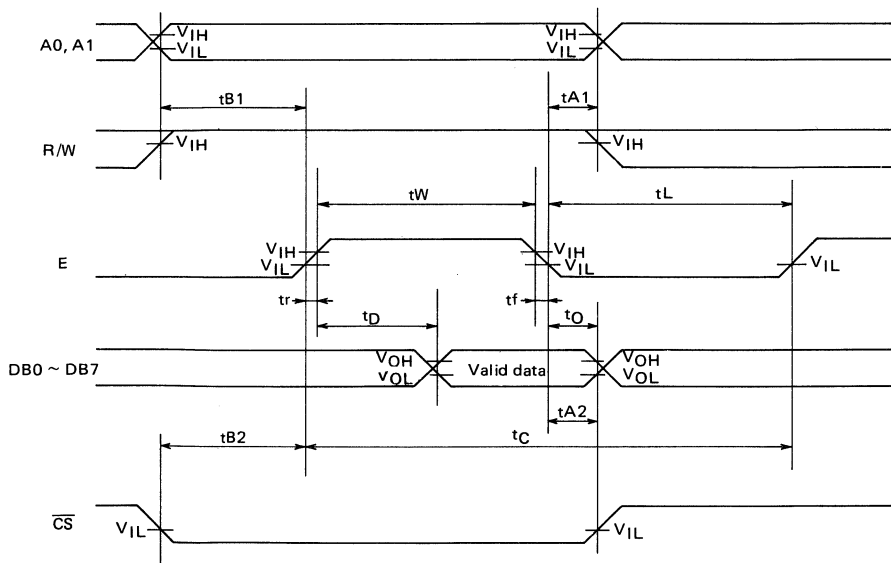 A0, A1
VIH
VIL
VIH
VIL
tB1
tA1
R/W
VIH
VIH
tW
tL
E
VIH
VIL
VIH
VIL
VIL
tr
tD
tf
tO
DB0 ~ DB7
VOH
VOL
Valid data
VOH
VOL
tA2
tB2
tC
CS
VIL
VIL